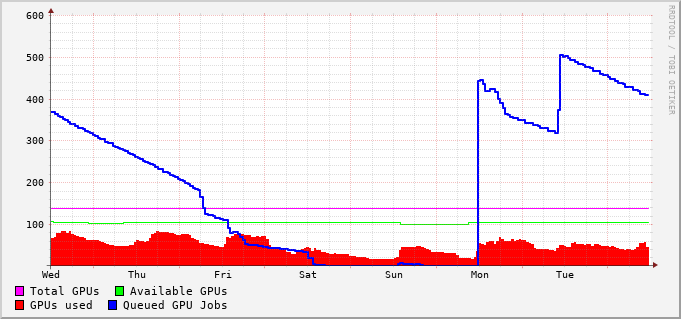 600
500
400
300
200
100
Wed Thu Fri Sat Sun Mon Tue
Total GPUs Available GPUs
GPUs used Queued GPU Jobs
RRDTOOL / TOBI OETIKER